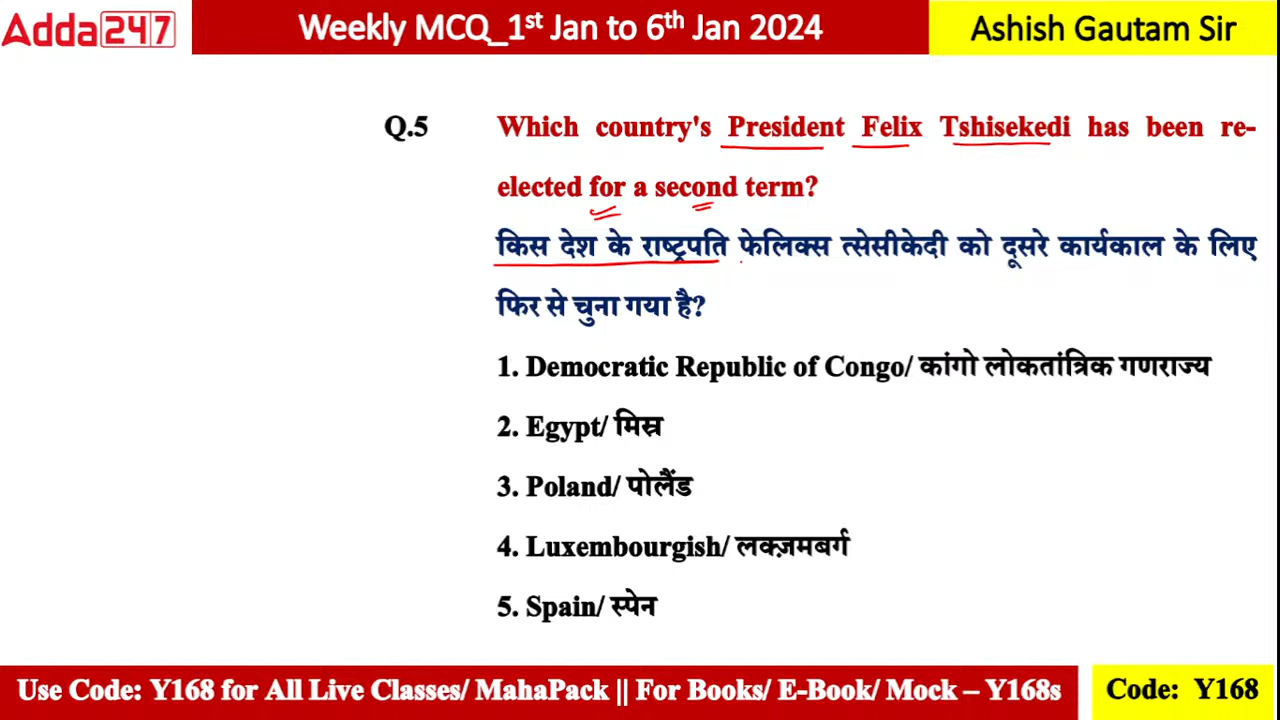 Adda247
Weekly MCQ_1st Jan to 6th Jan 2024
Ashish Gautam Sir
Q.5 Which country's President Felix Tshisekedi has been re-
elected for a second term?
किस देश के राष्ट्रपति फेलिक्स त्सेसीकेदी को दूसरे कार्यकाल के लिए
फिर से चुना गया है?
1. Democratic Republic of Congo/ कांगो लोकतांत्रिक गणराज्य
2. Egypt/ मिस्र
3. Poland/ पोलैंड
4. Luxembourgish/ लक्ज़मबर्ग
5. Spain/ स्पेन
Use Code: Y168 for All Live Classes/ MahaPack || For Books/ E-Book/ Mock – Y168s
Code: Y168